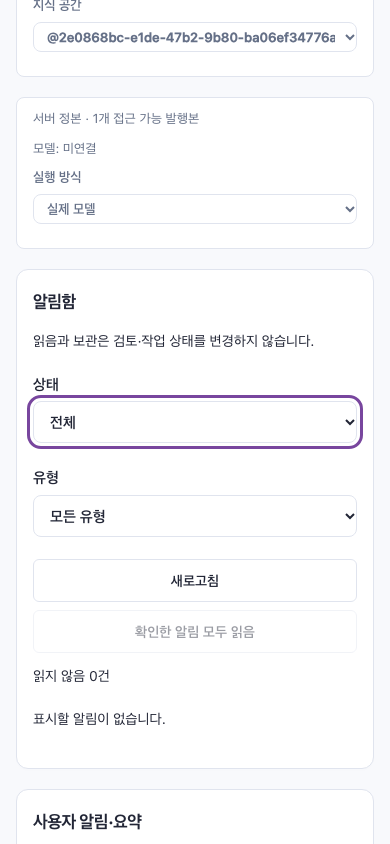 지식 공간
@2e0868bc-e1de-47b2-9b80-ba06ef34776a
서버 정본 · 1개 접근 가능 발행본
모델: 미연결
실행 방식
실제 모델
알림함
읽음과 보관은 검토·작업 상태를 변경하지 않습니다.
상태
전체
유형
모든 유형
새로고침
확인한 알림 모두 읽음
읽지 않음 0건
표시할 알림이 없습니다.
사용자 알림·요약